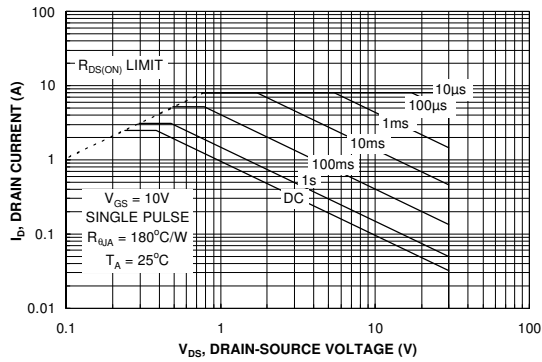 100
10
1
0.1
0.01
0.1
1
10
100
I_D, DRAIN CURRENT (A)
V_DS, DRAIN-SOURCE VOLTAGE (V)
R_DS(ON) LIMIT
10µs
100µs
1ms
10ms
100ms
1s
DC
V_GS = 10V
SINGLE PULSE
R_θJA = 180°C/W
T_A = 25°C